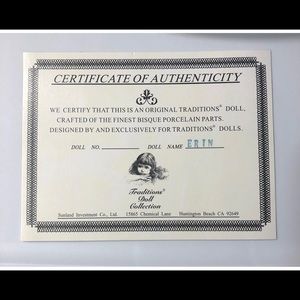 CERTIFICATE OF AUTHENTICITY
WE CERTIFY THAT THIS IS AN ORIGINAL TRADITIONS® DOLL,
CRAFTED OF THE FINEST BISQUE PORCELAIN PARTS.
DESIGNED BY AND EXCLUSIVELY FOR TRADITIONS® DOLLS.
DOLL NO. DOLL NAME ERIN
Traditions®
Doll
Collection
Sunland Investment Co., Ltd. 15865 Chemical Lane Huntington Beach CA 92649